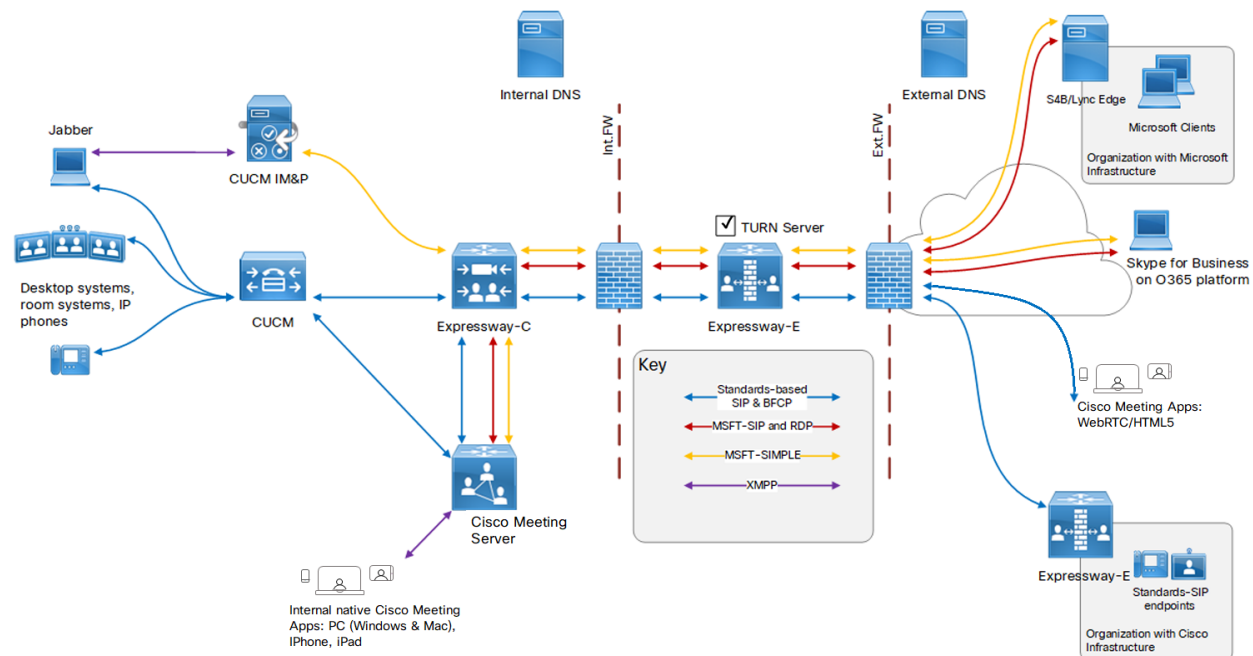 Internal DNS
External DNS
S4B/Lync Edge
Microsoft Clients
Organization with Microsoft
Infrastructure
Jabber
CUCM IM&P
Int.FW
Ext.FW
TURN Server
Skype for Business
on O365 platform
Desktop systems,
room systems, IP
phones
CUCM
Expressway-C
Expressway-E
Key
Standards-based
SIP & BFCP
MSFT-SIP and RDP
MSFT-SIMPLE
XMPP
Cisco Meeting Apps:
WebRTC/HTML5
Cisco Meeting
Server
Internal native Cisco Meeting
Apps: PC (Windows & Mac),
IPhone, iPad
Expressway-E
Standards-SIP
endpoints
Organization with Cisco
Infrastructure